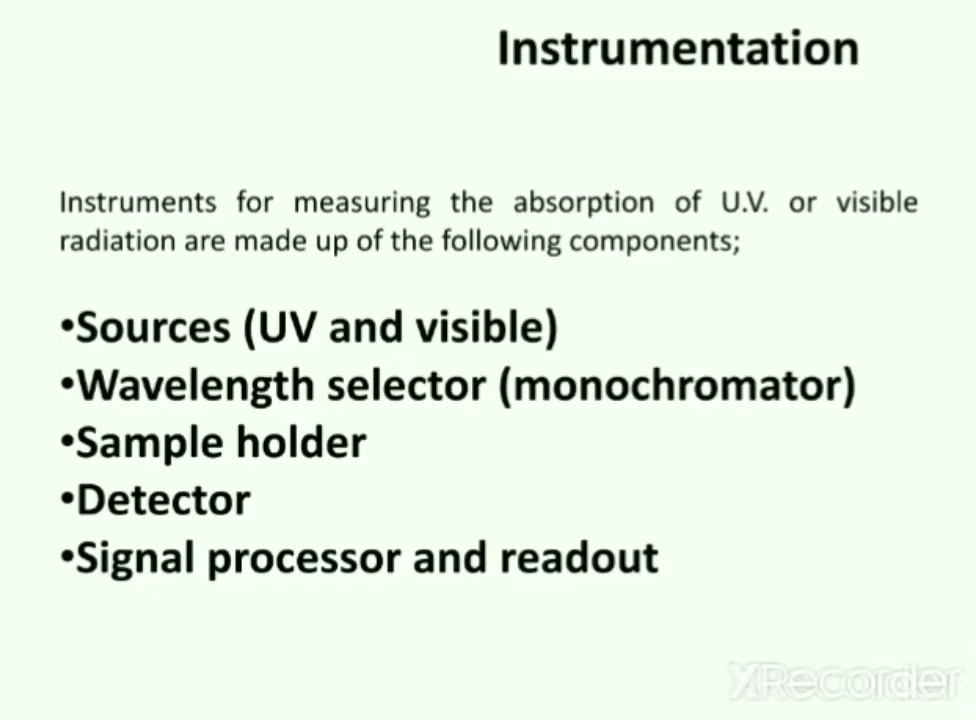 Instrumentation
Instruments for measuring the absorption of U.V. or visible
radiation are made up of the following components;
•Sources (UV and visible)
•Wavelength selector (monochromator)
•Sample holder
•Detector
•Signal processor and readout
XRecorder